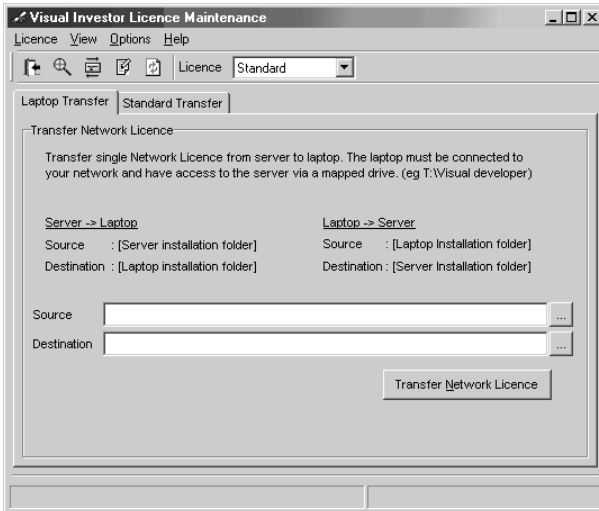 Visual Investor Licence Maintenance
Licence View Options Help
Licence Standard
Laptop Transfer Standard Transfer
Transfer Network Licence
Transfer single Network Licence from server to laptop. The laptop must be connected to
your network and have access to the server via a mapped drive. (eg T:\Visual developer)
Server -> Laptop Laptop -> Server
Source : [Server installation folder] Source : [Laptop Installation folder]
Destination : [Laptop installation folder] Destination : [Server Installation folder]
Source ...
Destination ...
Transfer Network Licence